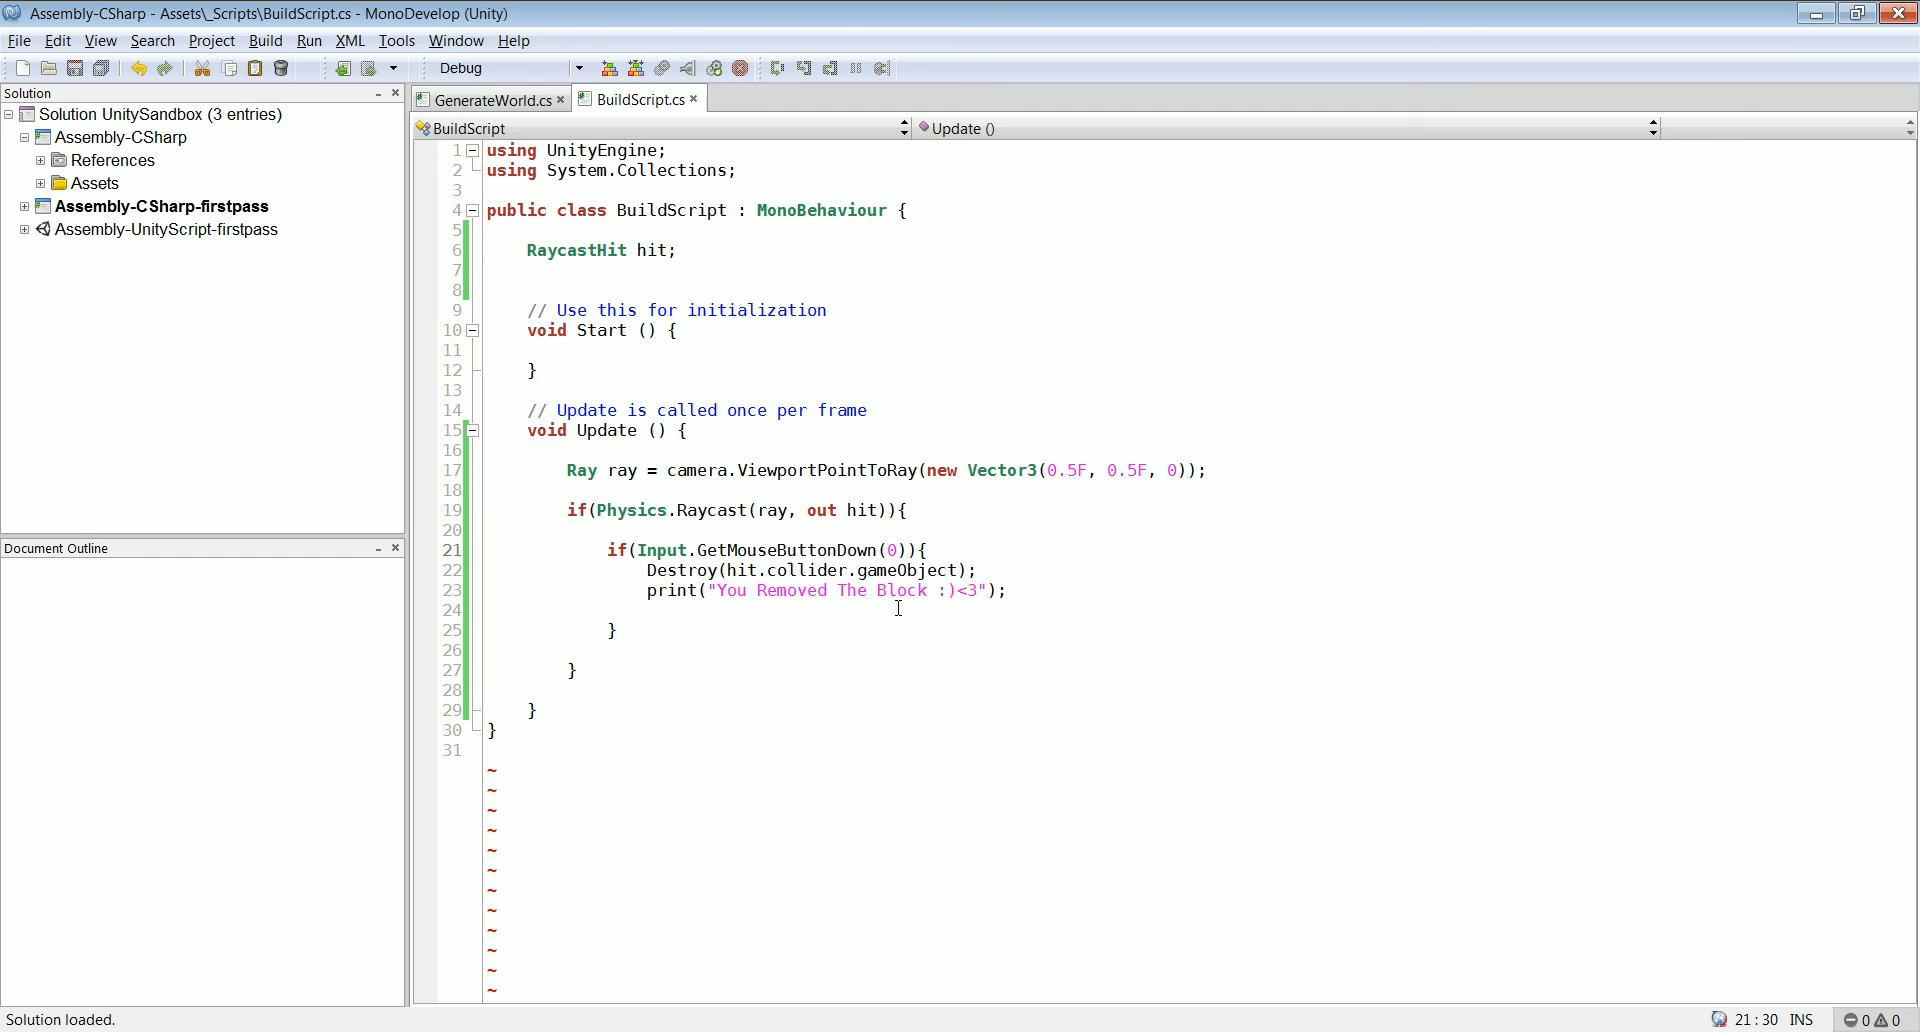 Assembly-CSharp - Assets\_Scripts\BuildScript.cs - MonoDevelop (Unity)
File Edit View Search Project Build Run XML Tools Window Help
Debug
Solution
Solution UnitySandbox (3 entries)
Assembly-CSharp
References
Assets
Assembly-CSharp-firstpass
Assembly-UnityScript-firstpass
Document Outline
GenerateWorld.cs
BuildScript.cs
BuildScript
Update ()
1 using UnityEngine;
2 using System.Collections;
3
4 public class BuildScript : MonoBehaviour {
5
6 RaycastHit hit;
7
8
9 // Use this for initialization
10 void Start () {
11
12 }
13
14 // Update is called once per frame
15 void Update () {
16
17 Ray ray = camera.ViewportPointToRay(new Vector3(0.5F, 0.5F, 0));
18
19 if(Physics.Raycast(ray, out hit)){
20
21 if(Input.GetMouseButtonDown(0)){
22 Destroy(hit.collider.gameObject);
23 print("You Removed The Block :)<3");
24
25 }
26
27 }
28
29 }
30 }
31
~
~
~
~
~
~
~
~
~
~
~
~
Solution loaded.
21 : 30 INS
0 0